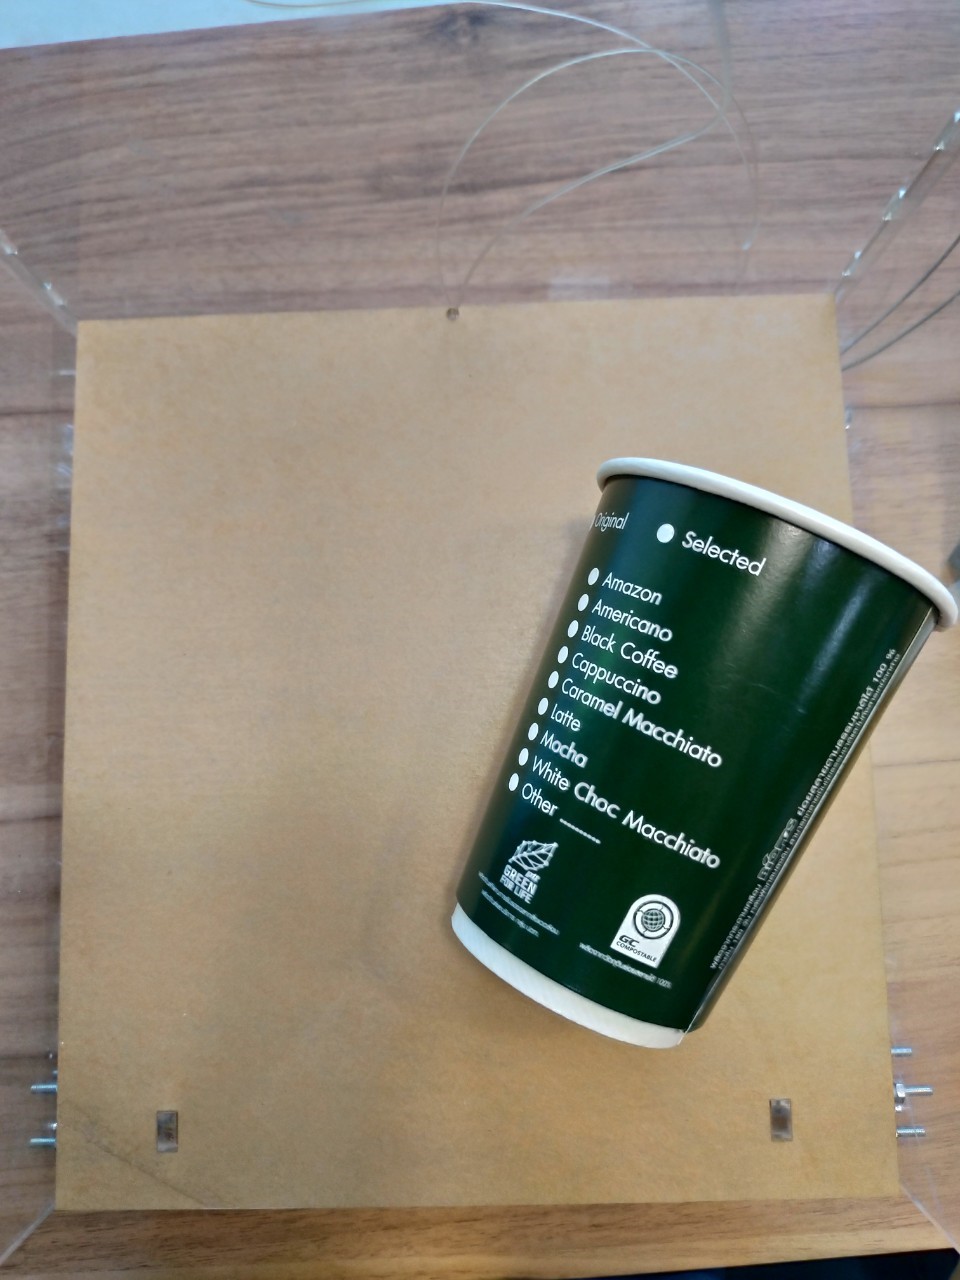 Original
Selected
Amazon
Americano
Black Coffee
Cappuccino
Caramel Macchiato
Latte
Mocha
White Choc Macchiato
Other ----------
GREEN
FOR LIFE
GC
COMPOSTABLE